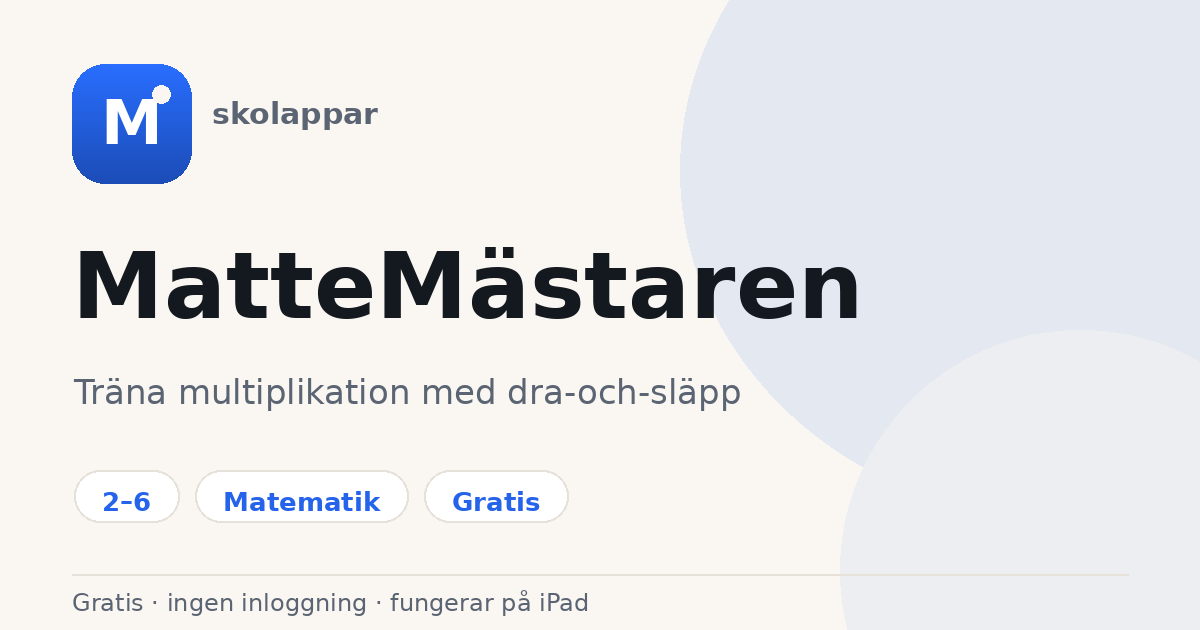 M
skolappar
MatteMästaren
Träna multiplikation med dra-och-släpp
2–6 Matematik Gratis
Gratis · ingen inloggning · fungerar på iPad